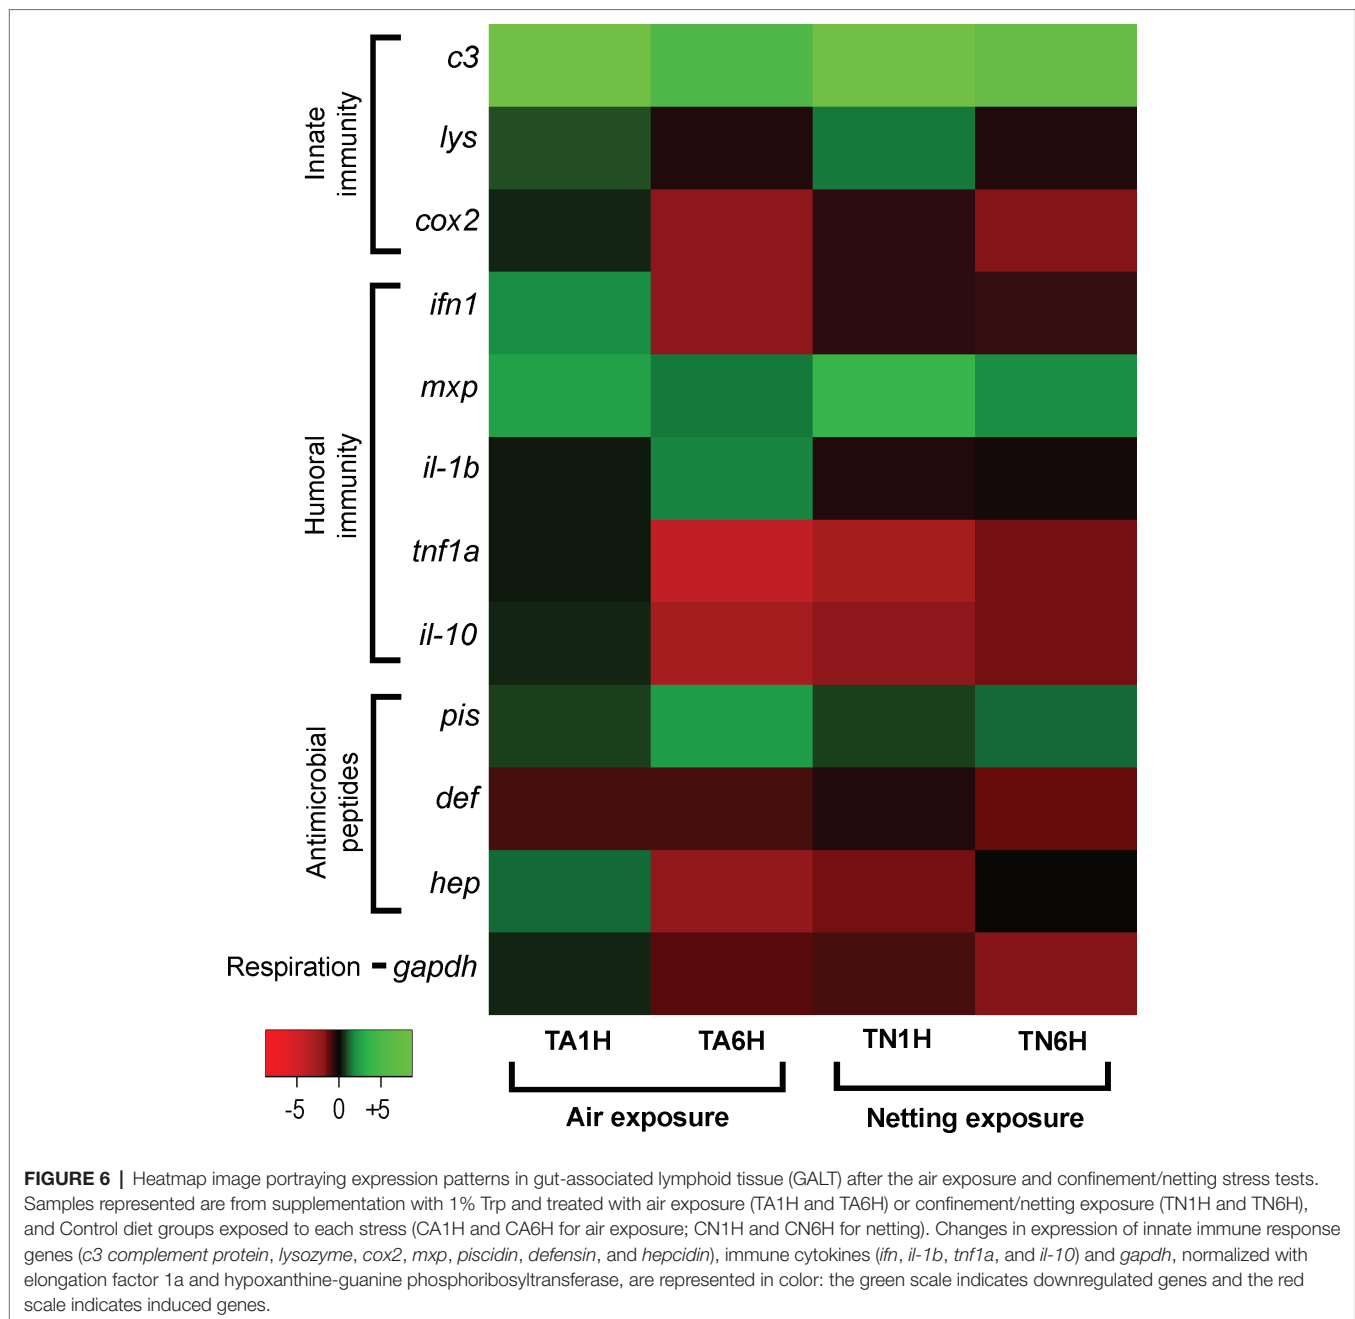 Innate
immunity
c3
lys
cox2
Humoral
immunity
ifn1
mxp
il-1b
tnf1a
il-10
Antimicrobial
peptides
pis
def
hep
Respiration
gapdh
TA1H TA6H TN1H TN6H
-5 0 +5
Air exposure Netting exposure
FIGURE 6 | Heatmap image portraying expression patterns in gut-associated lymphoid tissue (GALT) after the air exposure and confinement/netting stress tests.
Samples represented are from supplementation with 1% Trp and treated with air exposure (TA1H and TA6H) or confinement/netting exposure (TN1H and TN6H),
and Control diet groups exposed to each stress (CA1H and CA6H for air exposure; CN1H and CN6H for netting). Changes in expression of innate immune response
genes (c3 complement protein, lysozyme, cox2, mxp, piscidin, defensin, and hepcidin), immune cytokines (ifn, il-1b, tnf1a, and il-10) and gapdh, normalized with
elongation factor 1a and hypoxanthine-guanine phosphoribosyltransferase, are represented in color: the green scale indicates downregulated genes and the red
scale indicates induced genes.